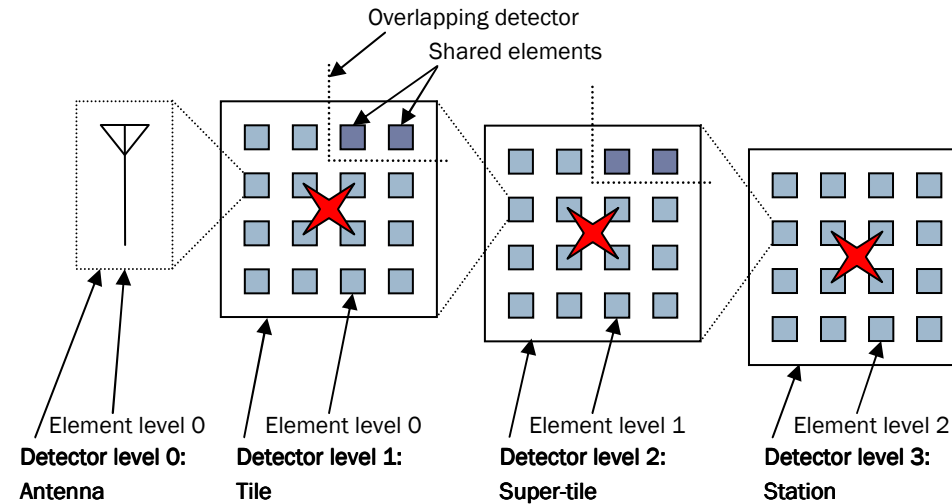 Overlapping detector
Shared elements
Element level 0
Element level 0
Element level 1
Element level 2
Detector level 0:
Antenna
Detector level 1:
Tile
Detector level 2:
Super-tile
Detector level 3:
Station